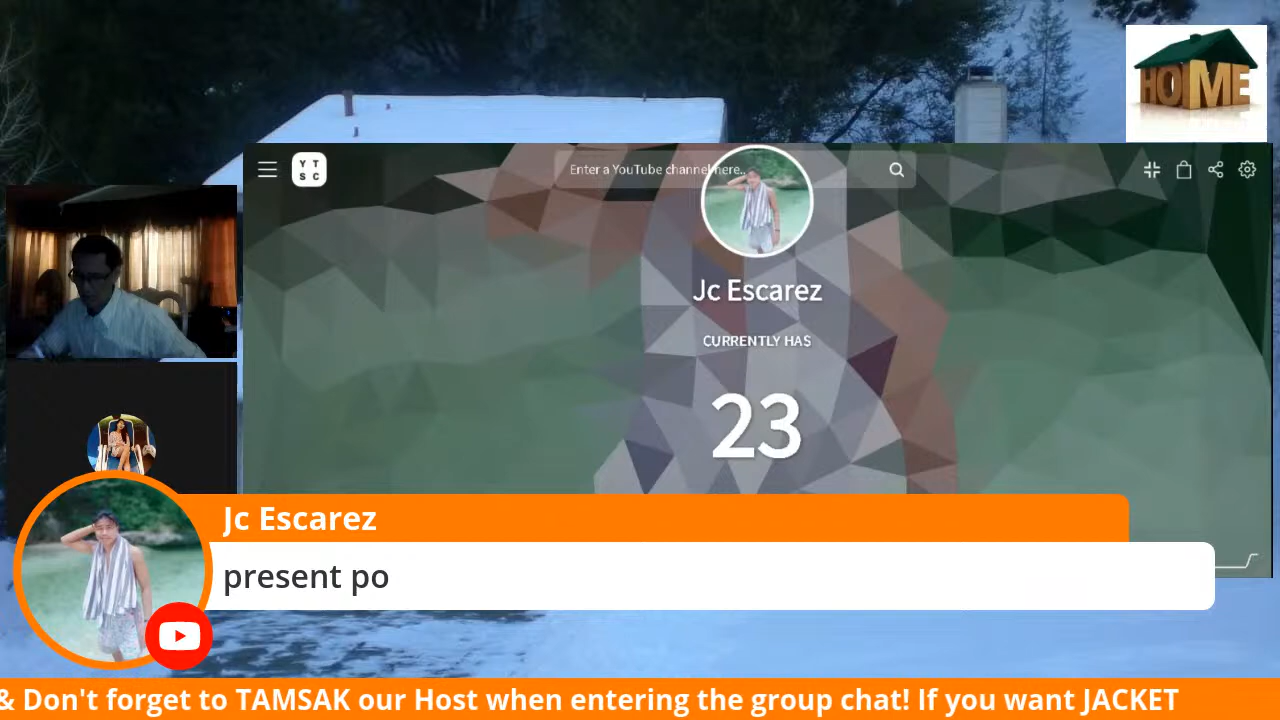 HOME
Y T
S C
Enter a YouTube channel here..
Jc Escarez
CURRENTLY HAS
23
Jc Escarez
present po
& Don't forget to TAMSAK our Host when entering the group chat! If you want JACKET